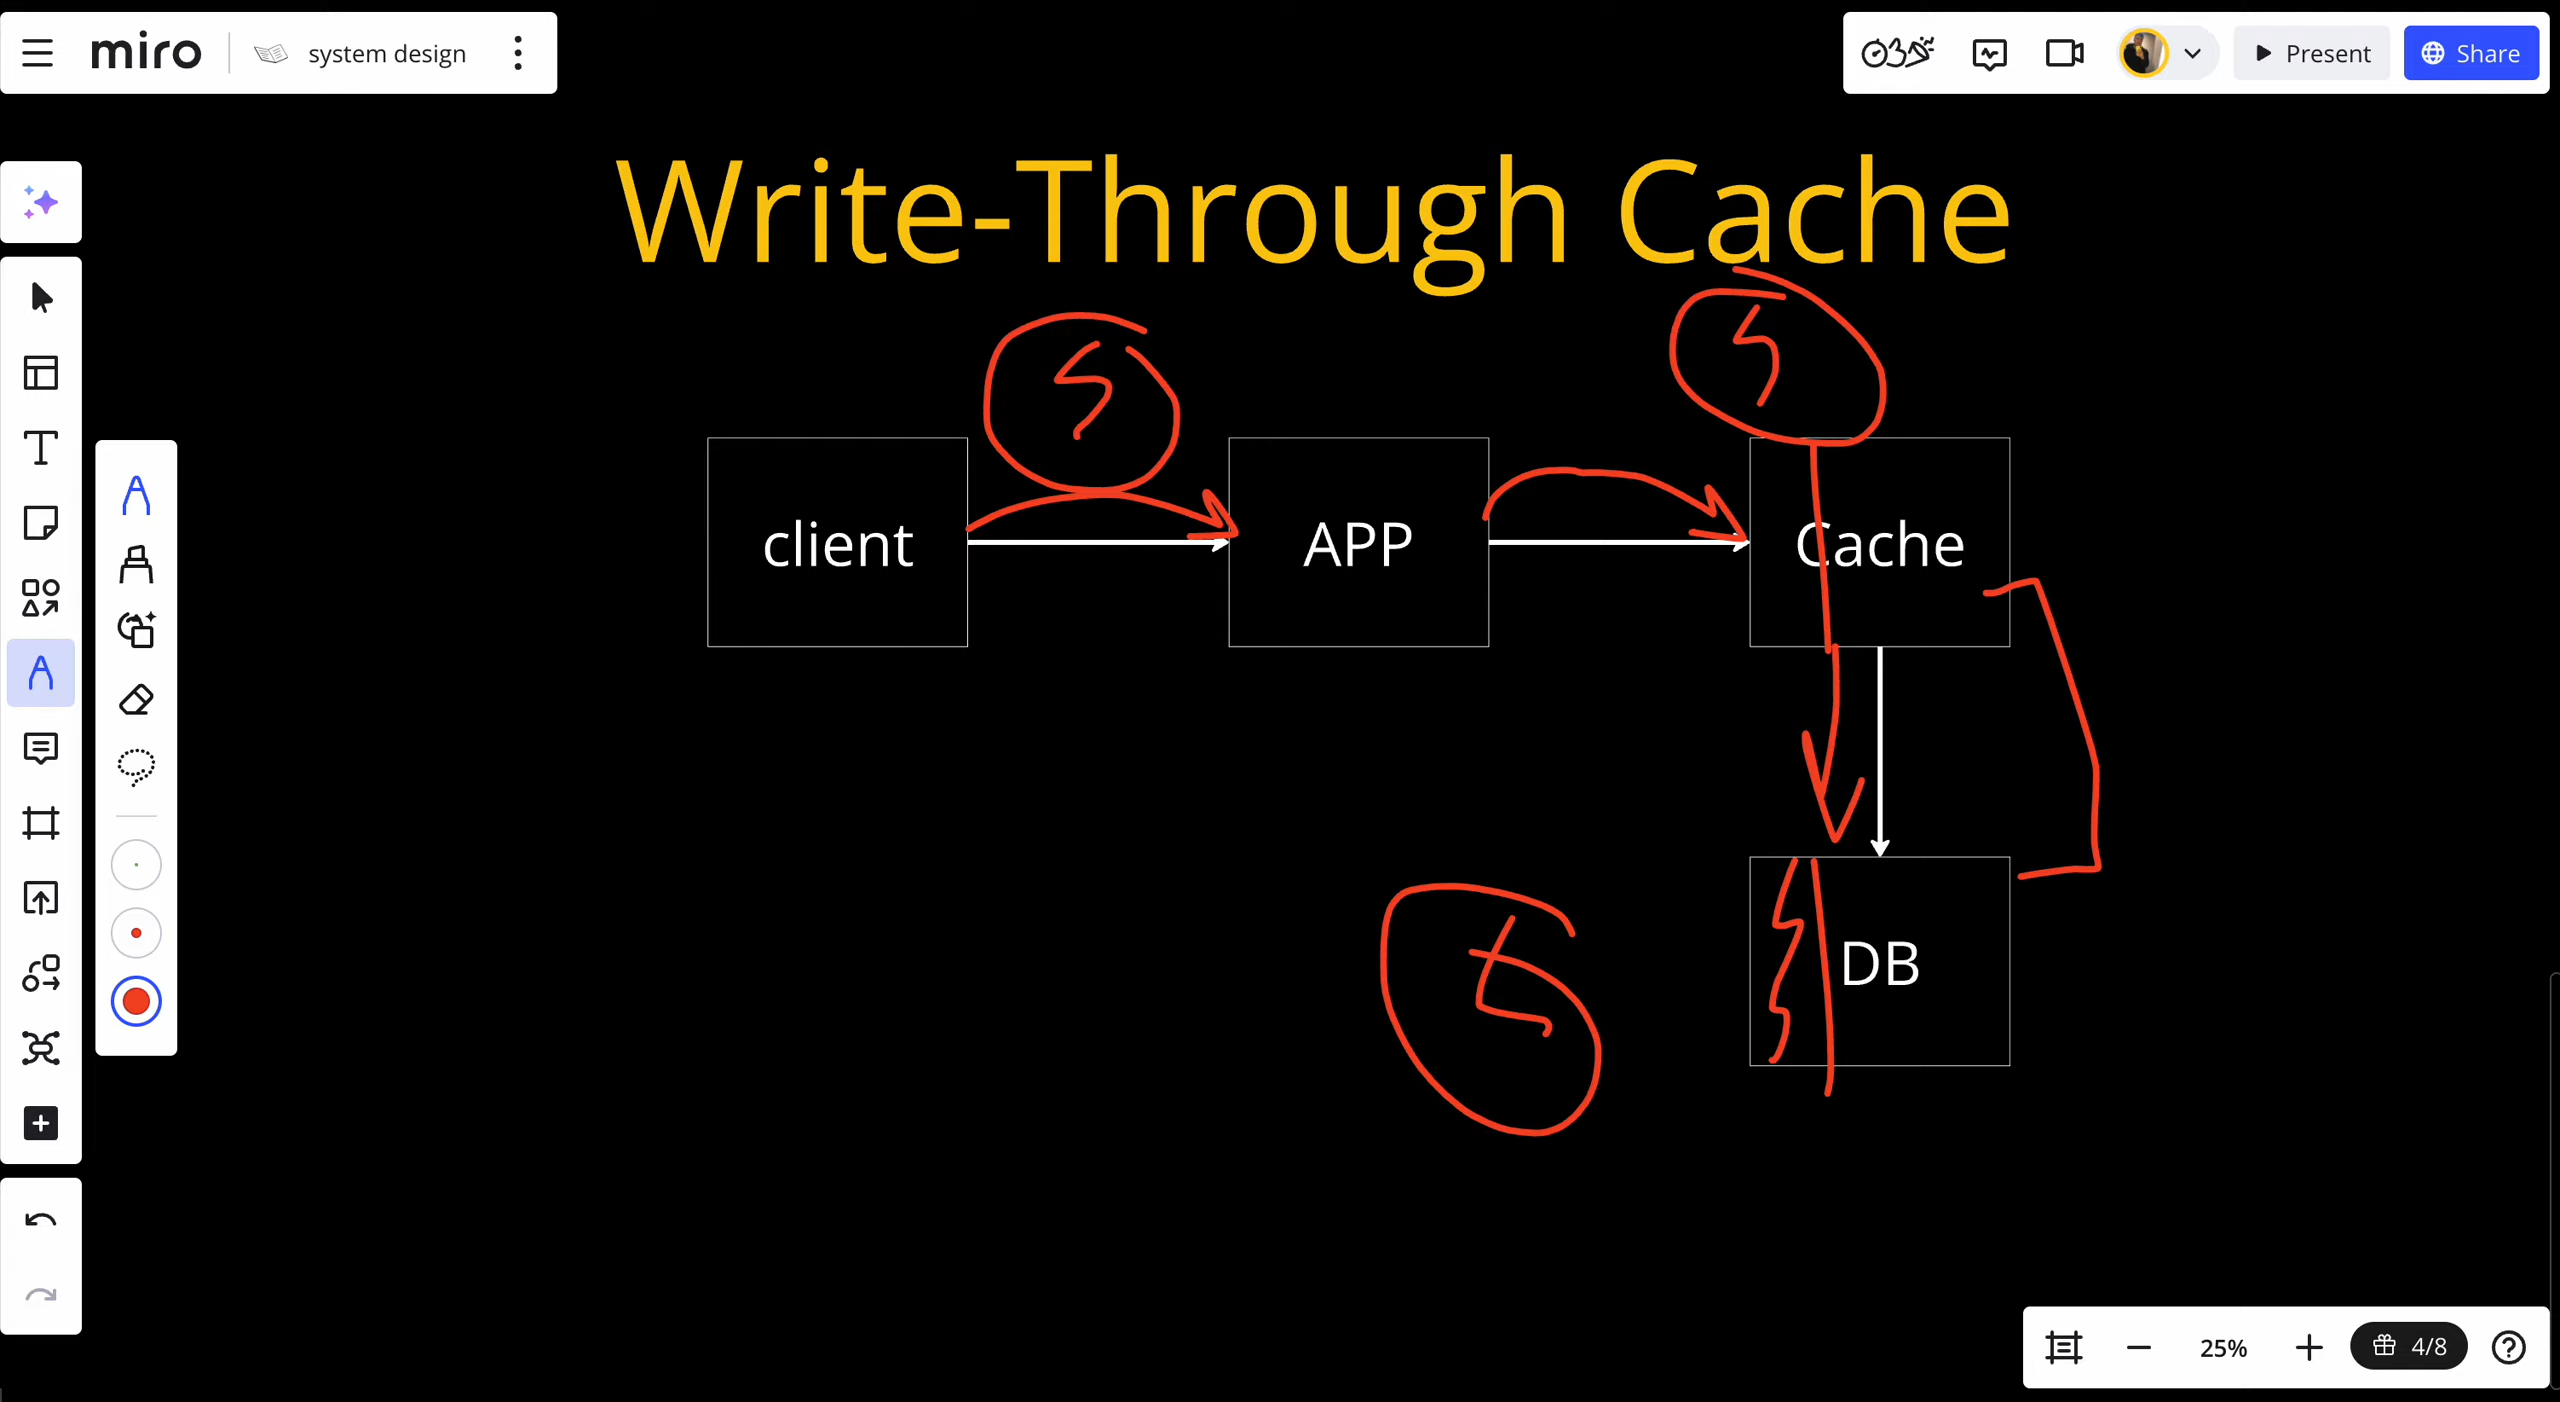 miro
system design
Present
Share
Write-Through Cache
client
APP
Cache
DB
25%
4/8